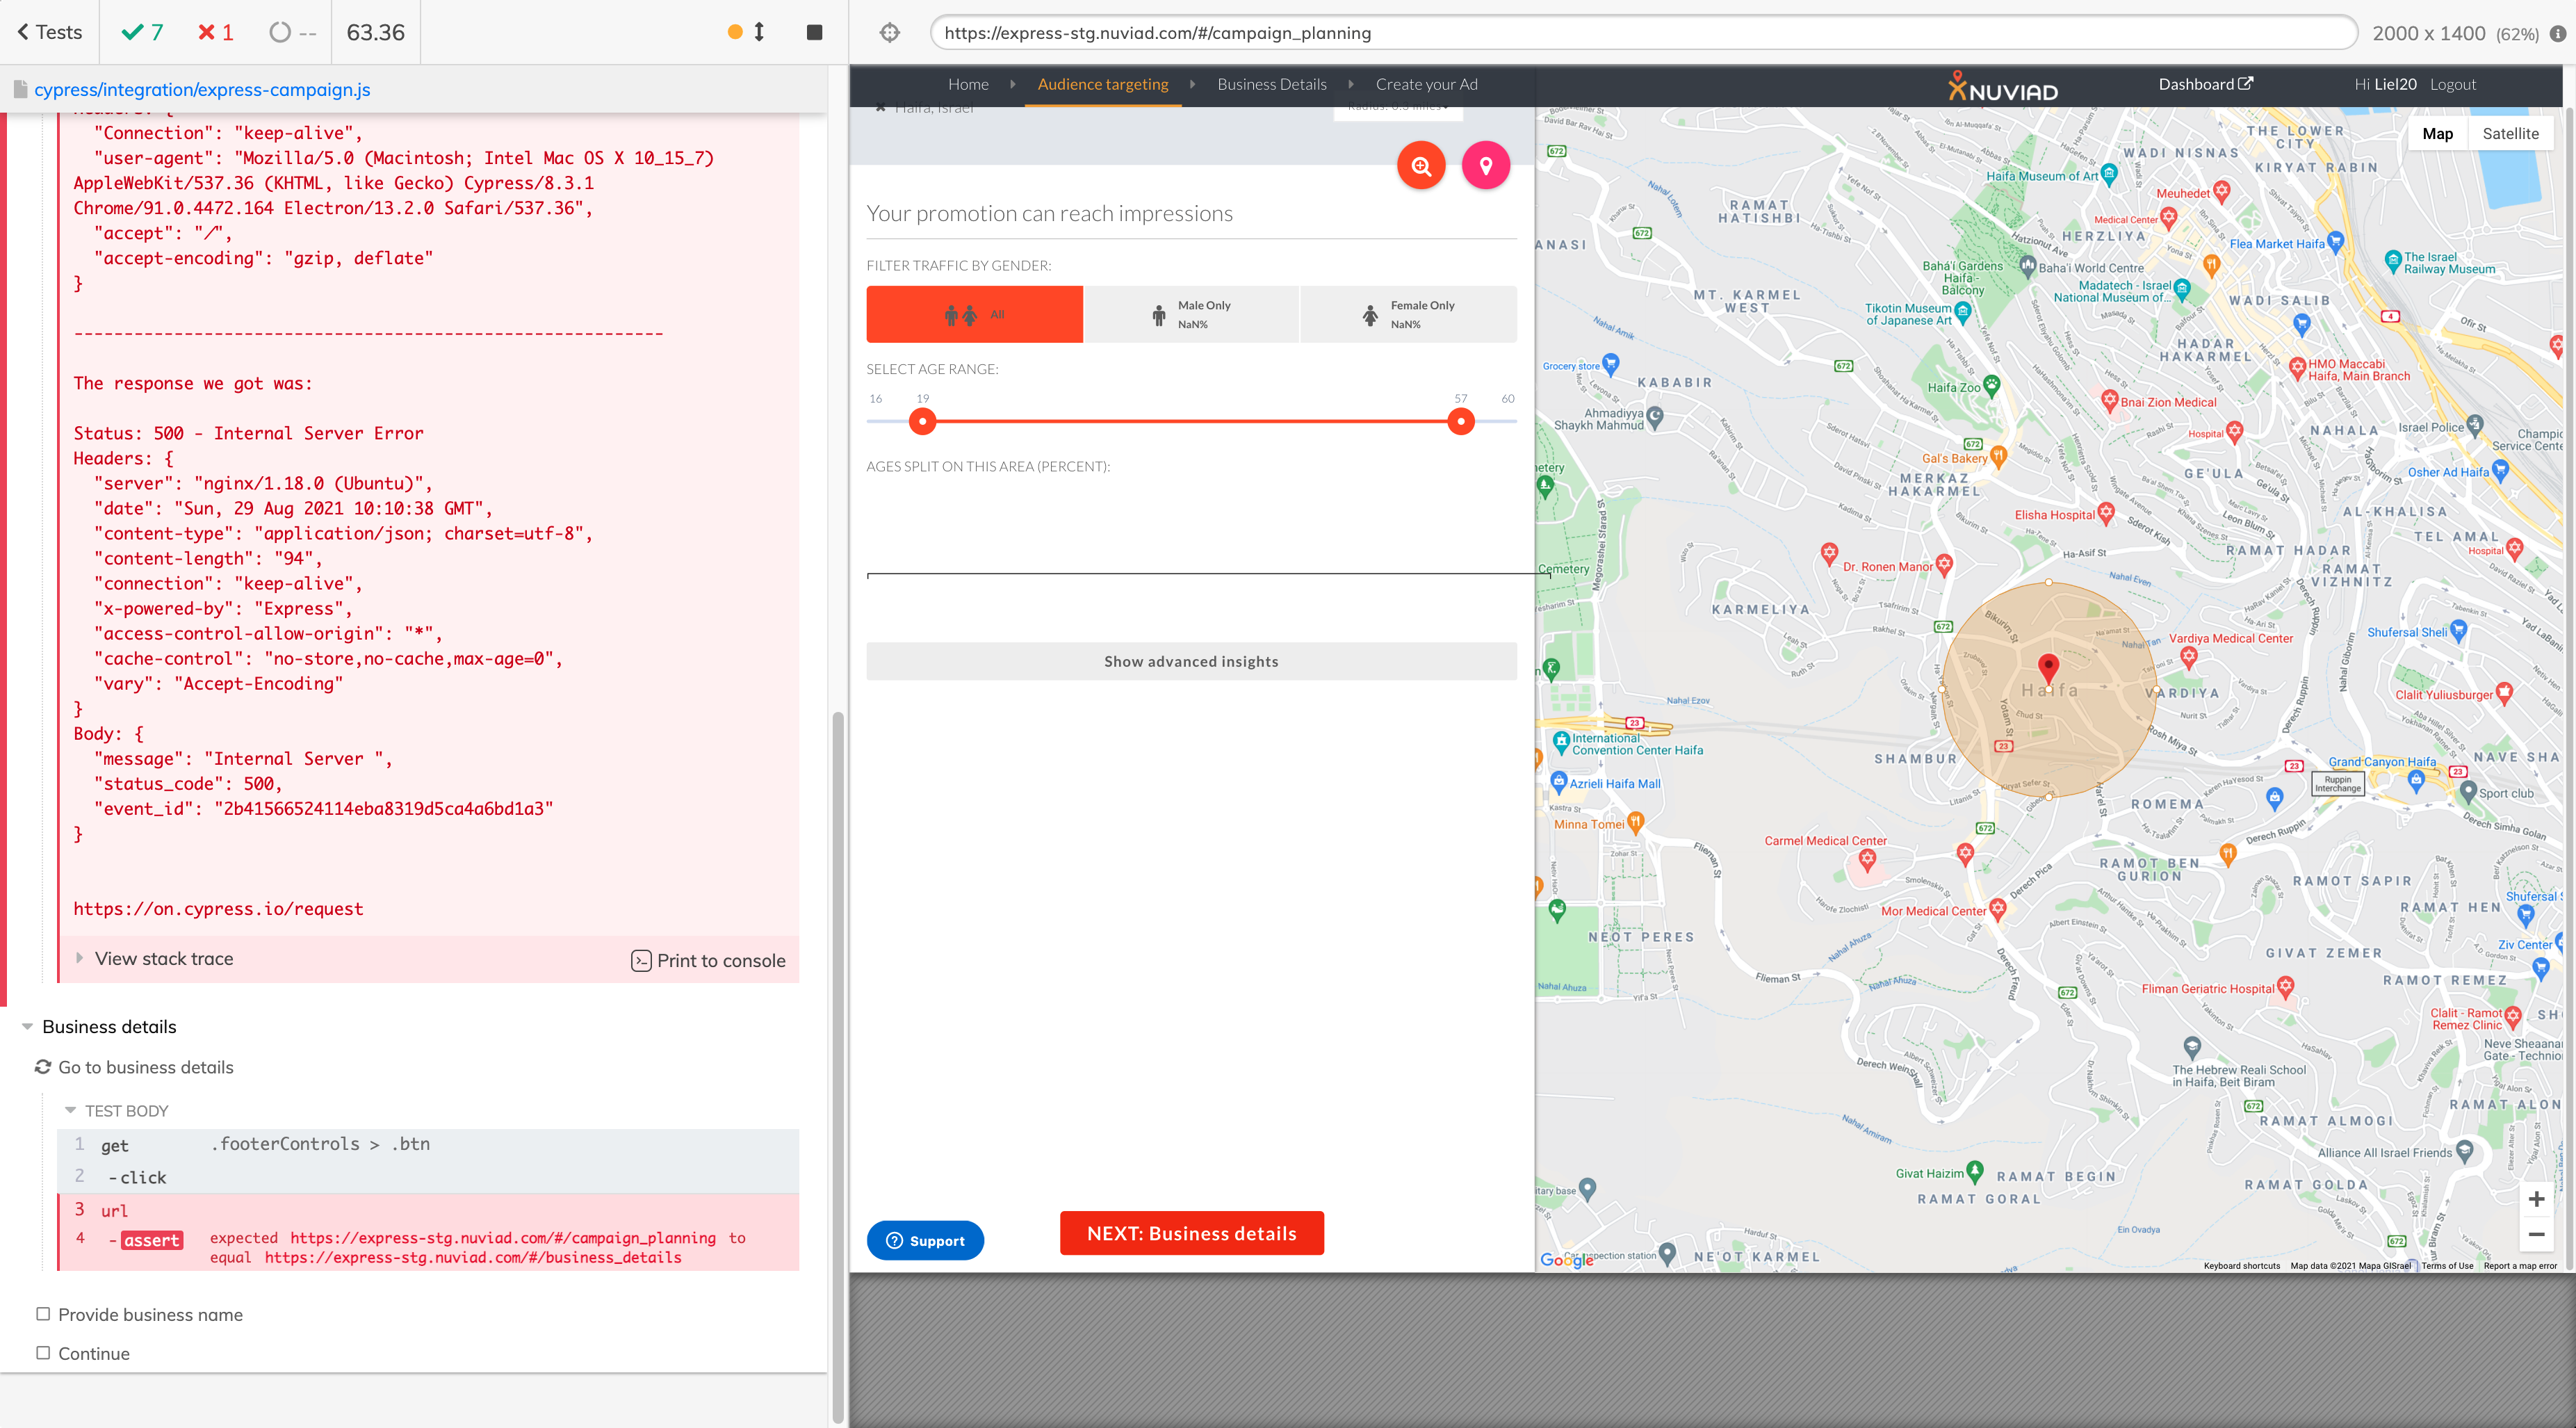 Tests
7
1
--
63.36
https://express-stg.nuviad.com/#/campaign_planning
2000 x 1400 (62%)
cypress/integration/express-campaign.js
"Connection": "keep-alive",
"user-agent": "Mozilla/5.0 (Macintosh; Intel Mac OS X 10_15_7)
AppleWebKit/537.36 (KHTML, like Gecko) Cypress/8.3.1
Chrome/91.0.4472.164 Electron/13.2.0 Safari/537.36",
"accept": "*/*",
"accept-encoding": "gzip, deflate"
}
----------------------------------------------------------
The response we got was:
Status: 500 - Internal Server Error
Headers: {
"server": "nginx/1.18.0 (Ubuntu)",
"date": "Sun, 29 Aug 2021 10:10:38 GMT",
"content-type": "application/json; charset=utf-8",
"content-length": "94",
"connection": "keep-alive",
"x-powered-by": "Express",
"access-control-allow-origin": "*",
"cache-control": "no-store,no-cache,max-age=0",
"vary": "Accept-Encoding"
}
Body: {
"message": "Internal Server ",
"status_code": 500,
"event_id": "2b41566524114eba8319d5ca4a6bd1a3"
}
https://on.cypress.io/request
View stack trace
Print to console
Business details
Go to business details
TEST BODY
1 get .footerControls > .btn
2 -click
3 url
4 -assert expected https://express-stg.nuviad.com/#/campaign_planning to
equal https://express-stg.nuviad.com/#/business_details
Provide business name
Continue
Home
Audience targeting
Business Details
Create your Ad
NUVIAD
Dashboard
Hi Liel20
Logout
Haifa, Israel
Your promotion can reach impressions
FILTER TRAFFIC BY GENDER:
All
Male Only
NaN%
Female Only
NaN%
SELECT AGE RANGE:
16
19
57
60
AGES SPLIT ON THIS AREA (PERCENT):
Show advanced insights
Support
NEXT: Business details
Map
Satellite
THE LOWER
CITY
WADI NISNAS
KIRYAT RABIN
Haifa Museum of Art
Meuhedet
Medical Center
RAMAT
HATISHBI
HERZLIYA
Flea Market Haifa
The Israel
Railway Museum
Bahá'í Gardens
Haifa -
Balcony
Baha'i World Centre
Madatech - Israel
National Museum of...
WADI SALIB
MT. KARMEL
WEST
Tikotin Museum
of Japanese Art
HADAR
HAKARMEL
HMO Maccabi
Haifa, Main Branch
Grocery store
KABABIR
Haifa Zoo
Bnai Zion Medical
Ahmadiyya
Shaykh Mahmud
Hospital
NAHALA
Israel Police
Gal's Bakery
MERKAZ
HAKARMEL
GE'ULA
Osher Ad Haifa
Elisha Hospital
AL-KHALISA
TEL AMAL
RAMAT HADAR
Hospital
RAMAT
VIZHNITZ
Dr. Ronen Manor
Cemetery
KARMELIYA
Vardiya Medical Center
Shufersal Sheli
Haifa
VARDIYA
Clalit Yuliusburger
International
Convention Center Haifa
SHAMBUR
Azrieli Haifa Mall
Grand Canyon Haifa
Ruppin
Interchange
Sport club
ROMEMA
Minna Tomei
Carmel Medical Center
RAMOT BEN
GURION
RAMOT SAPIR
RAMAT HEN
Mor Medical Center
NEOT PERES
GIVAT ZEMER
Ziv Center
RAMOT REMEZ
Fliman Geriatric Hospital
Clalit - Ramot
Remez Clinic
The Hebrew Reali School
in Haifa, Beit Biram
RAMAT ALMOGI
Alliance All Israel Friends
Givat Haizim
RAMAT BEGIN
RAMAT GOLDA
RAMAT GORAL
NE'OT KARMEL
Google
Keyboard shortcuts
Map data ©2021 Mapa GISrael
Terms of Use
Report a map error